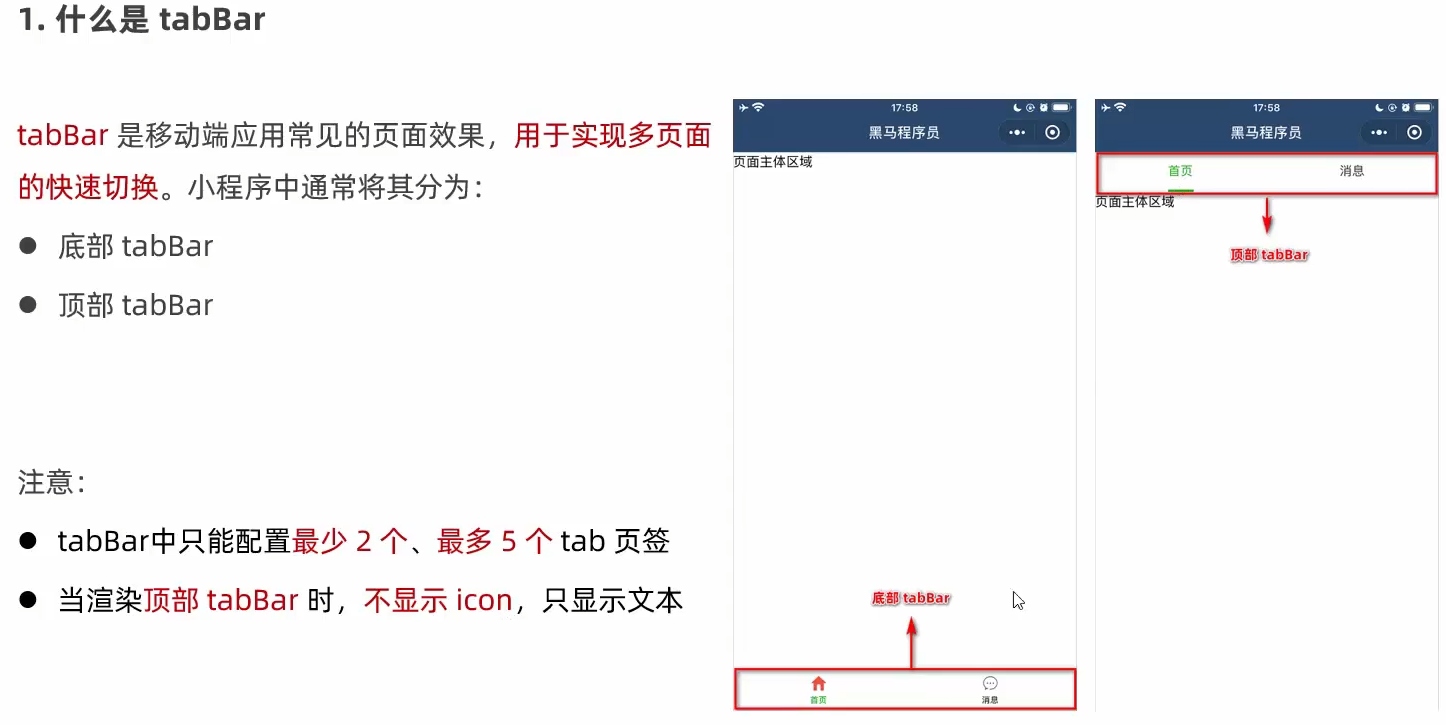 1. 什么是 tabBar
tabBar 是移动端应用常见的页面效果，用于实现多页面
的快速切换。小程序中通常将其分为：
● 底部 tabBar
● 顶部 tabBar
注意：
● tabBar中只能配置最少 2 个、最多 5 个 tab 页签
● 当渲染顶部 tabBar 时，不显示 icon，只显示文本
17:58
黑马程序员
页面主体区域
底部 tabBar
首页
消息
17:58
黑马程序员
首页
消息
页面主体区域
顶部 tabBar